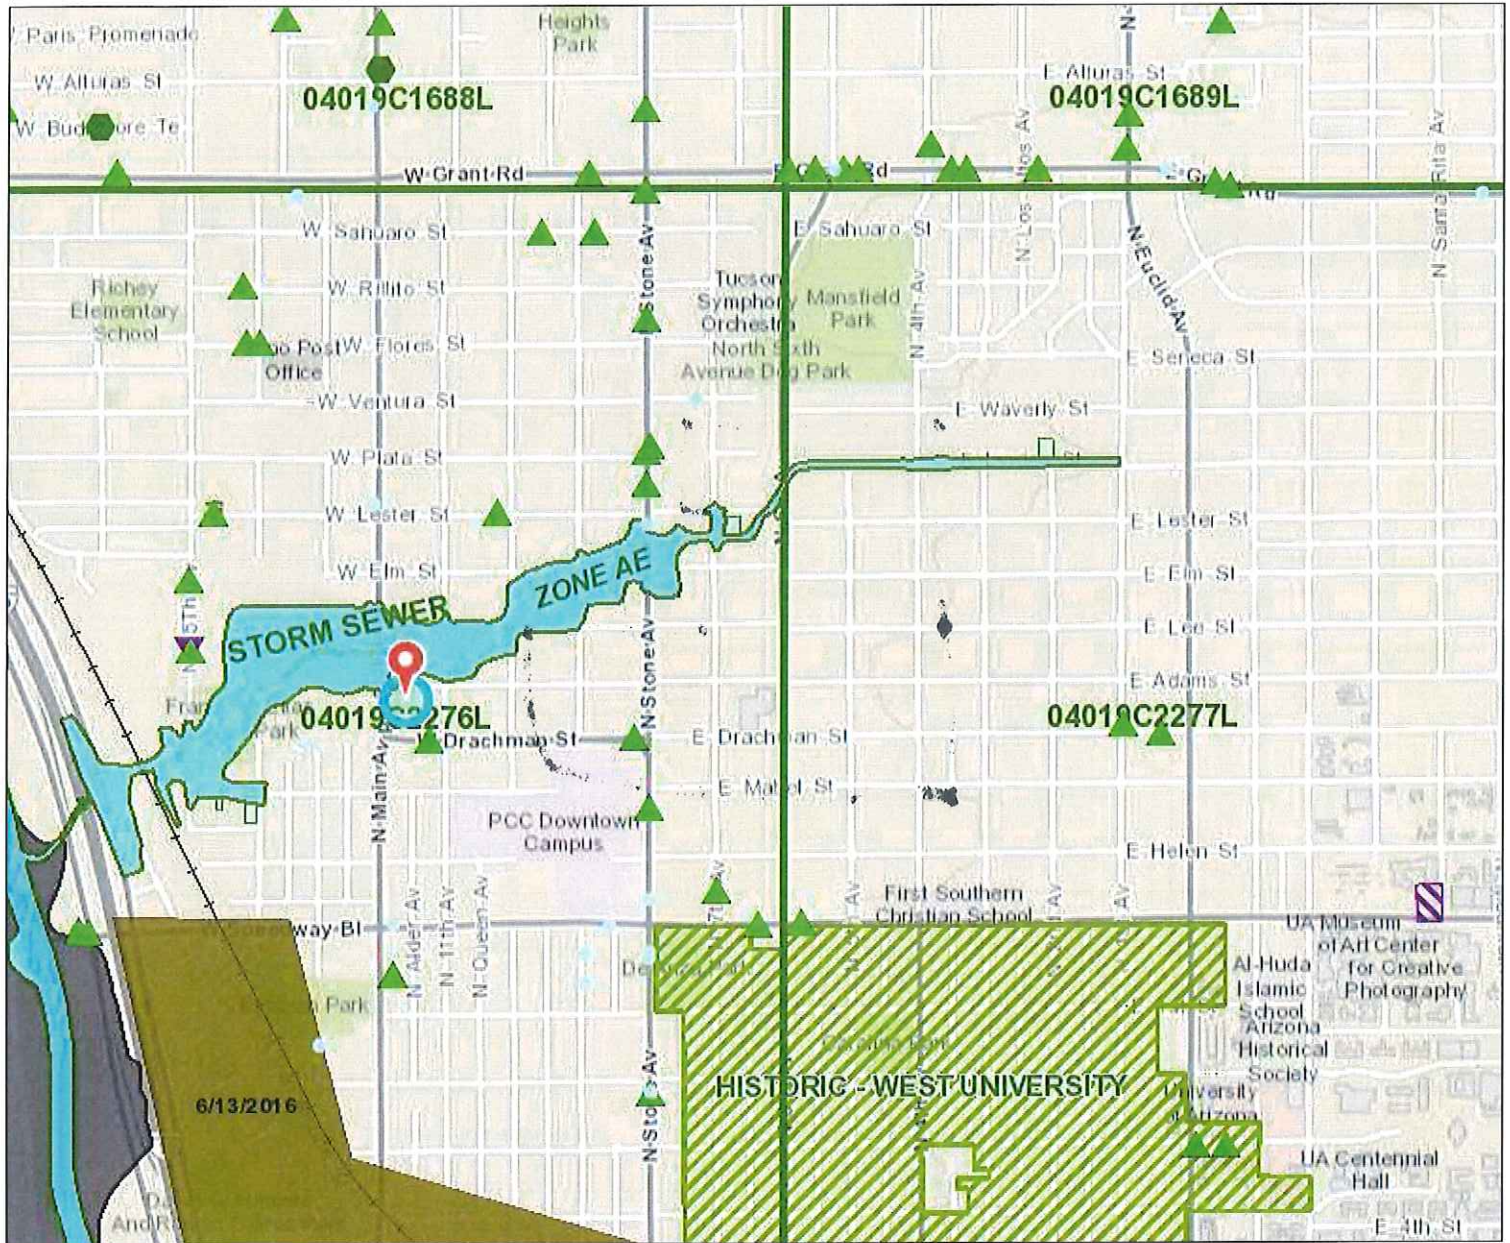 Paris Promenade
Heights
Park
W Alturas St
E Alturas St
04019C1688L
04019C1689L
W Grant Rd
N Santa Rita Av
W Sahuaro St
E Sahuaro St
N Stone Av
N Euclid Av
N 4th Av
Richey
Elementary
School
W Rillito St
Tucson
Symphony
Orchestra
Mansfield
Park
Post
Office
W Flores St
North Sixth
Avenue Dog Park
E Seneca St
W Ventura St
E Waverly St
W Plata St
W Lester St
E Lester St
W Elm St
ZONE AE
E Elm St
STORM SEWER
E Lee St
N Stone Av
E Adams St
Park
04019C2276L
04019C2277L
W Drachman St
E Drachman St
N Main Av
E Mabel St
PCC Downtown
Campus
E Helen St
N Alder Av
N 11th Av
N Queen Av
First Southern
Christian School
UA Museum
of Art Center
for Creative
Photography
Al-Huda
Islamic
School
Park
Arizona
Historical
Society
HISTORIC - WEST UNIVERSITY
University
6/13/2016
UA Centennial
Hall
E 4th St